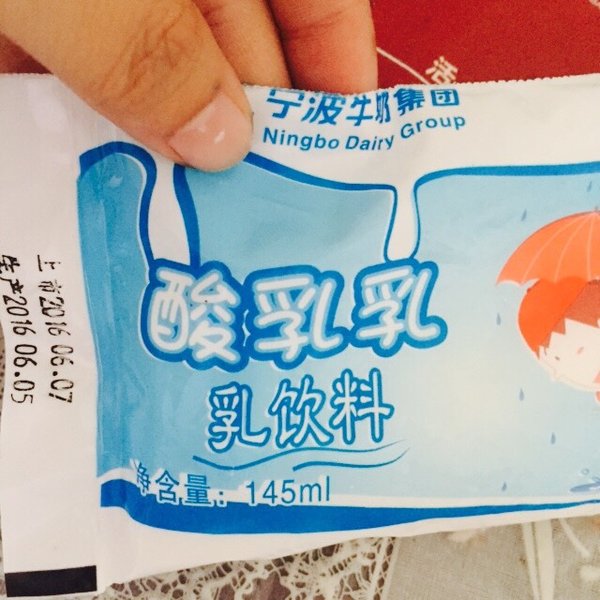 宁波牛奶集团
Ningbo Dairy Group
酸乳乳
乳饮料
净含量：145ml
上市2016.06.07
生产2016.06.05
活